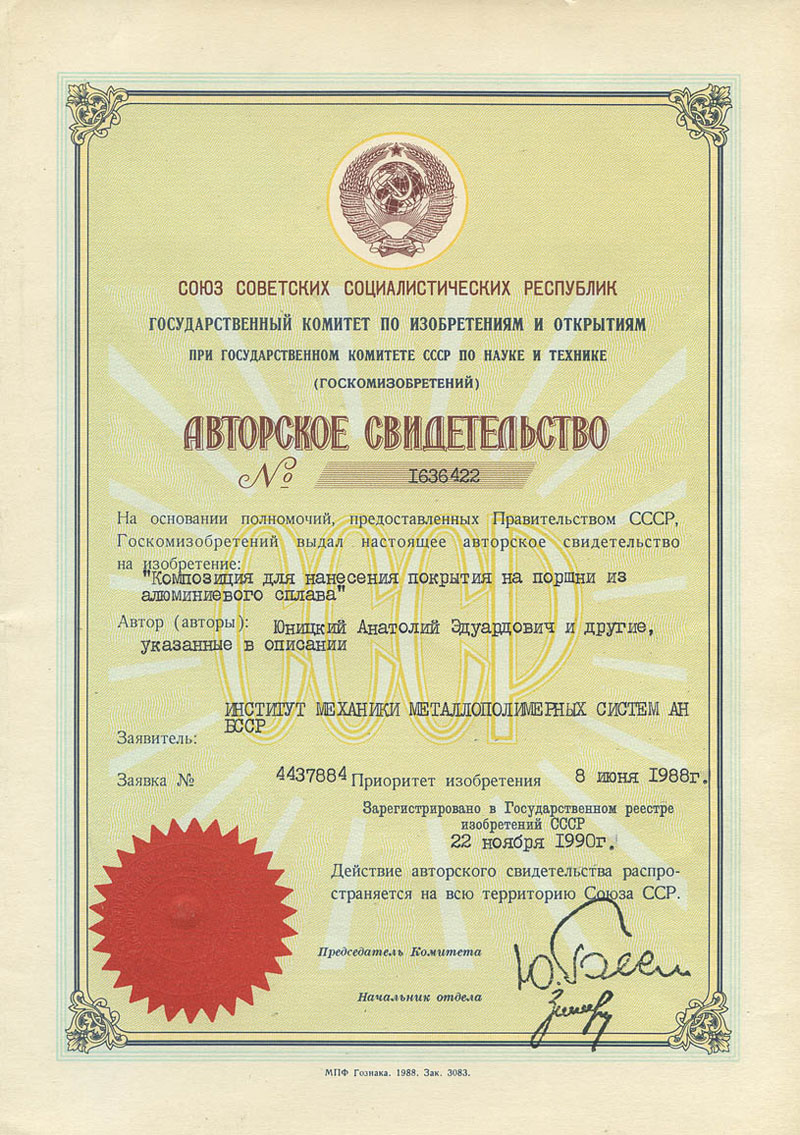 СОЮЗ СОВЕТСКИХ СОЦИАЛИСТИЧЕСКИХ РЕСПУБЛИК
ГОСУДАРСТВЕННЫЙ КОМИТЕТ ПО ИЗОБРЕТЕНИЯМ И ОТКРЫТИЯМ
ПРИ ГОСУДАРСТВЕННОМ КОМИТЕТЕ СССР ПО НАУКЕ И ТЕХНИКЕ
(ГОСКОМИЗОБРЕТЕНИЙ)
АВТОРСКОЕ СВИДЕТЕЛЬСТВО
№ I636422
СССР
На основании полномочий, предоставленных Правительством СССР,
Госкомизобретений выдал настоящее авторское свидетельство
на изобретение:
"Композиция для нанесения покрытия на поршни из
алюминиевого сплава"
Автор (авторы): Юницкий Анатолий Эдуардович и другие,
указанные в описании
ИНСТИТУТ МЕХАНИКИ МЕТАЛЛОПОЛИМЕРНЫХ СИСТЕМ АН
БССР
Заявитель:
Заявка № 4437884 Приоритет изобретения 8 июня I988г.
Зарегистрировано в Государственном реестре
изобретений СССР
22 ноября I990г.
Действие авторского свидетельства распро-
страняется на всю территорию Союза ССР.
Председатель Комитета
Начальник отдела
МПФ Гознака. 1988. Зак. 3083.